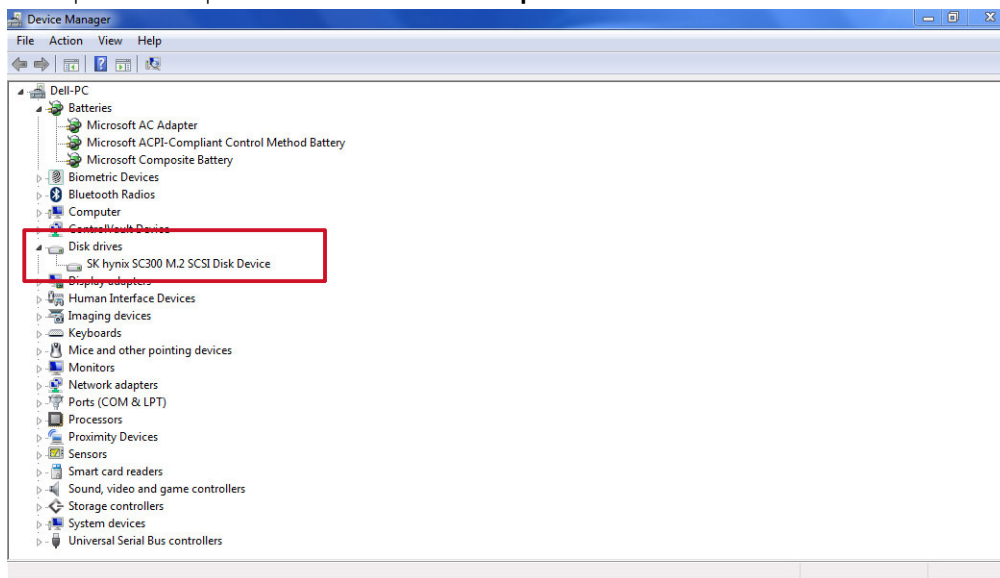 Device Manager
File Action View Help
Dell-PC
Batteries
Microsoft AC Adapter
Microsoft ACPI-Compliant Control Method Battery
Microsoft Composite Battery
Biometric Devices
Bluetooth Radios
Computer
ControlVault Device
Disk drives
SK hynix SC300 M.2 SCSI Disk Device
Display adapters
Human Interface Devices
Imaging devices
Keyboards
Mice and other pointing devices
Monitors
Network adapters
Ports (COM & LPT)
Processors
Proximity Devices
Sensors
Smart card readers
Sound, video and game controllers
Storage controllers
System devices
Universal Serial Bus controllers